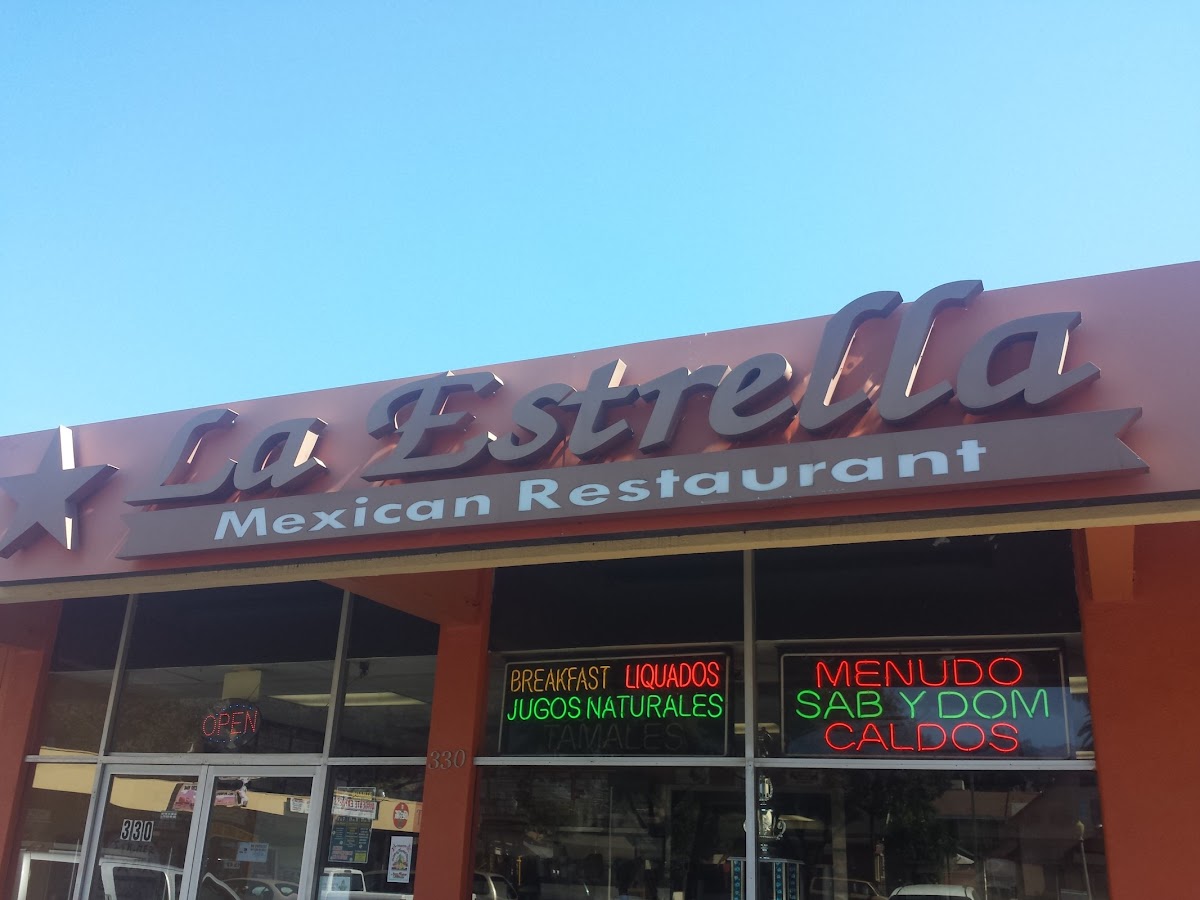 La Estrella
Mexican Restaurant
BREAKFAST LIQUADOS
JUGOS NATURALES
TAMALES
MENUDO
SAB Y DOM
CALDOS
OPEN
330
330